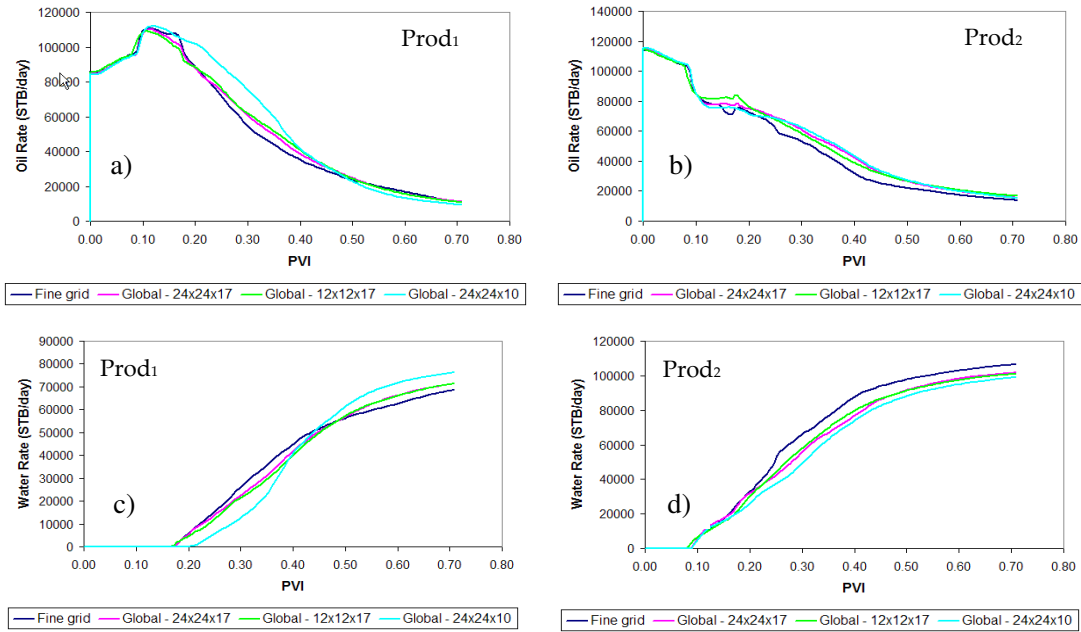 Prod1
120000
100000
80000
60000
40000
20000
0
Oil Rate (STB/day)
a)
0.00 0.10 0.20 0.30 0.40 0.50 0.60 0.70 0.80
PVI
Fine grid Global - 24x24x17 Global - 12x12x17 Global - 24x24x10
Prod2
140000
120000
100000
80000
60000
40000
20000
0
Oil Rate (STB/day)
b)
0.00 0.10 0.20 0.30 0.40 0.50 0.60 0.70 0.80
PVI
Fine grid Global - 24x24x17 Global - 12x12x17 Global - 24x24x10
Prod1
90000
80000
70000
60000
50000
40000
30000
20000
10000
0
Water Rate (STB/day)
c)
0.00 0.10 0.20 0.30 0.40 0.50 0.60 0.70 0.80
PVI
Fine grid Global - 24x24x17 Global - 12x12x17 Global - 24x24x10
Prod2
120000
100000
80000
60000
40000
20000
0
Water Rate (STB/day)
d)
0.00 0.10 0.20 0.30 0.40 0.50 0.60 0.70 0.80
PVI
Fine grid Global - 24x24x17 Global - 12x12x17 Global - 24x24x10